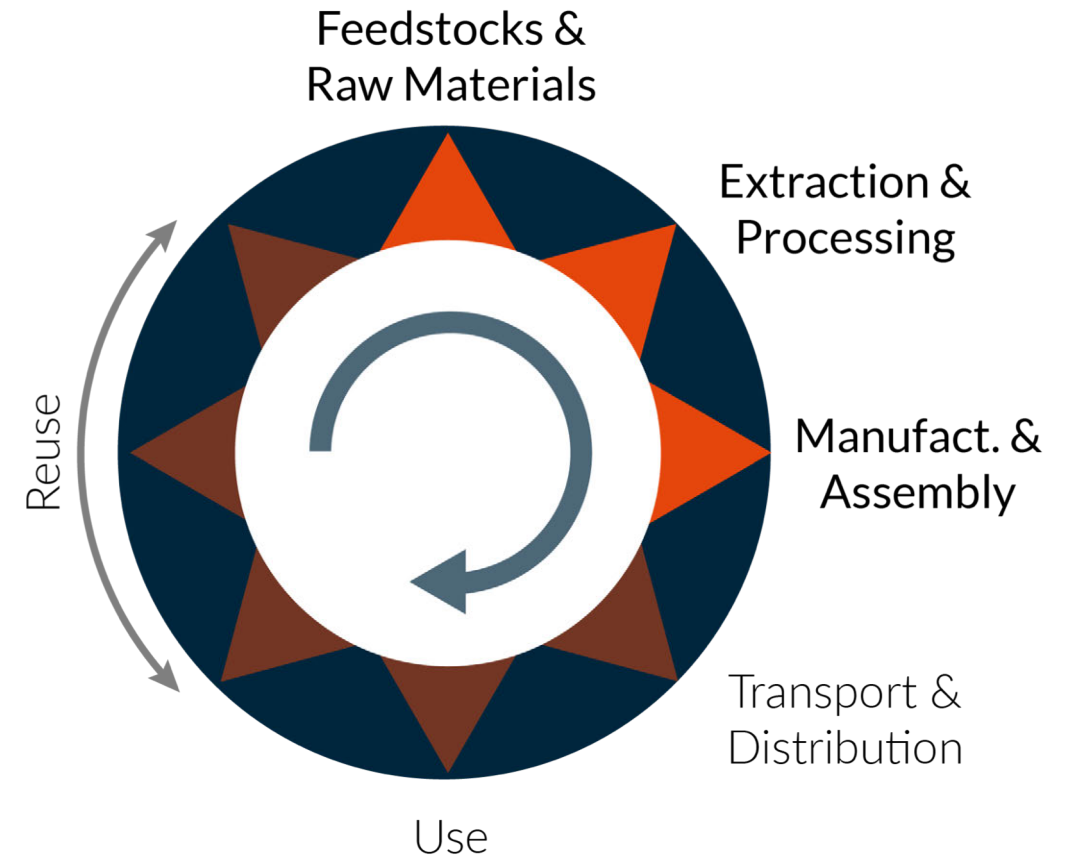 Feedstocks &
Raw Materials
Extraction &
Processing
Manufact. &
Assembly
Transport &
Distribution
Use
Reuse